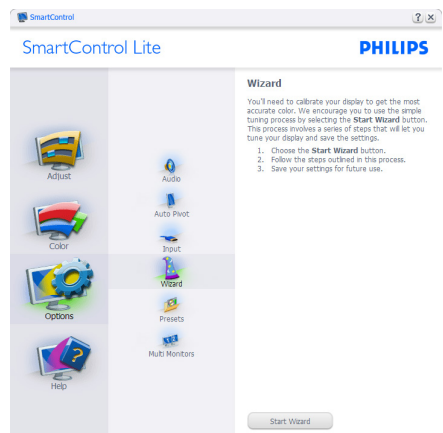 SmartControl
? x
SmartControl Lite
PHILIPS
Adjust
Color
Options
Help
Audio
Auto Pivot
Input
Wizard
Presets
Multi Monitors
Wizard
You'll need to calibrate your display to get the most
accurate color. We encourage you to use the simple
tuning process by selecting the Start Wizard button.
This process involves a series of steps that will let you
tune your display and save the settings.
1. Choose the Start Wizard button.
2. Follow the steps outlined in this process.
3. Save your settings for future use.
Start Wizard